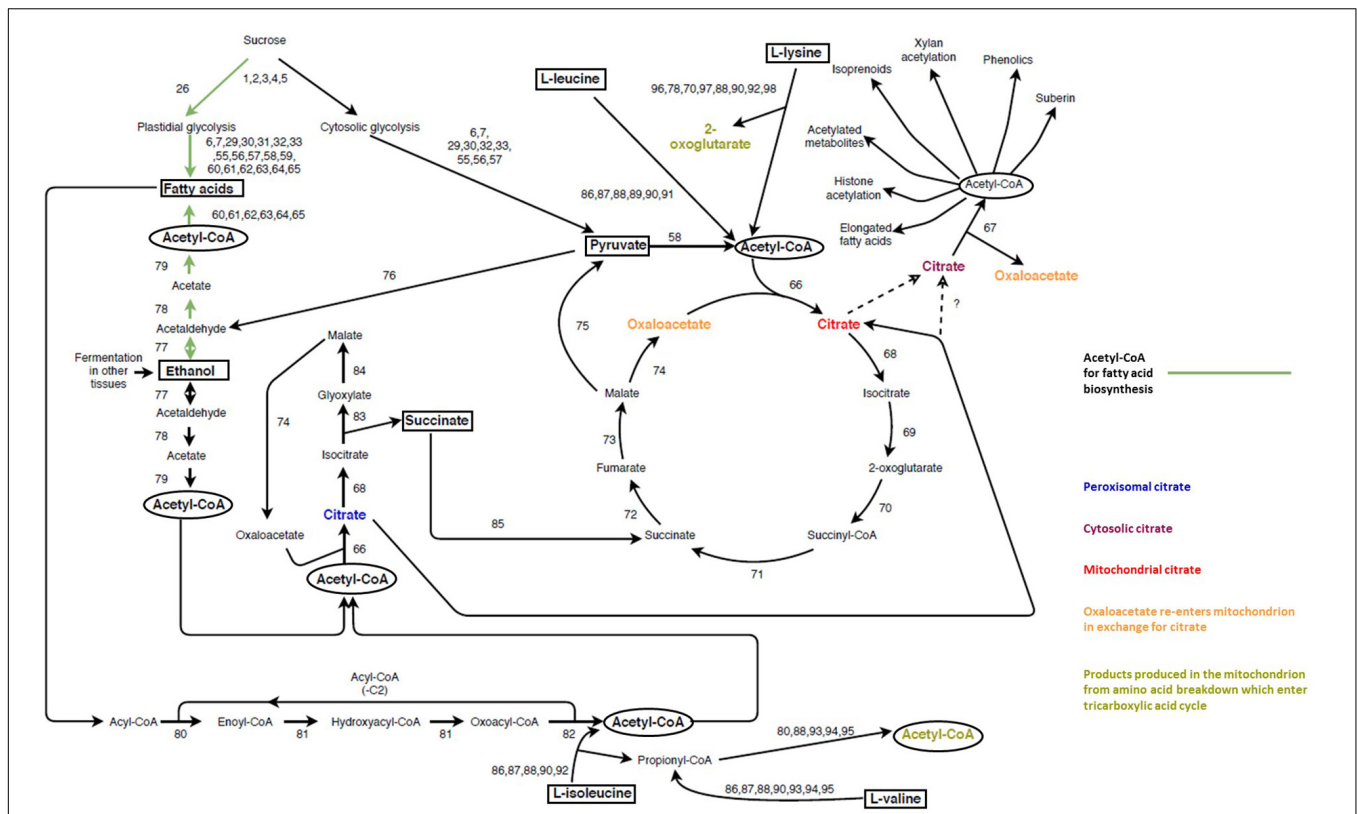 Sucrose
1,2,3,4,5
26
Plastidial glycolysis
6,7,29,30,31,32,33
,55,56,57,58,59,
60,61,62,63,64,65
Fatty acids
60,61,62,63,64,65
Acetyl-CoA
79
Acetate
78
Acetaldehyde
77
Fermentation
in other
tissues
Ethanol
77
Acetaldehyde
78
Acetate
79
Acetyl-CoA
Cytosolic glycolysis
6,7,
29,30,32,33,
55,56,57
L-leucine
L-lysine
96,78,70,97,88,90,92,98
2-
oxoglutarate
86,87,88,89,90,91
Pyruvate
58
Acetyl-CoA
76
66
75
Oxaloacetate
Citrate
74
68
Malate
Isocitrate
73
69
Fumarate
2-oxoglutarate
72
70
Succinate
Succinyl-CoA
71
Malate
84
Glyoxylate
74
83
Succinate
Isocitrate
68
Citrate
85
Oxaloacetate
66
Acetyl-CoA
Isoprenoids
Xylan
acetylation
Phenolics
Suberin
Acetylated
metabolites
Histone
acetylation
Acetyl-CoA
Elongated
fatty acids
67
Citrate
Oxaloacetate
?
Acyl-CoA
(-C2)
Acyl-CoA
80
Enoyl-CoA
81
Hydroxyacyl-CoA
81
Oxoacyl-CoA
82
Acetyl-CoA
80,88,93,94,95
Acetyl-CoA
Propionyl-CoA
86,87,88,90,92
L-isoleucine
86,87,88,90,93,94,95
L-valine
Acetyl-CoA
for fatty acid
biosynthesis
Peroxisomal citrate
Cytosolic citrate
Mitochondrial citrate
Oxaloacetate re-enters mitochondrion
in exchange for citrate
Products produced in the mitochondrion
from amino acid breakdown which enter
tricarboxylic acid cycle